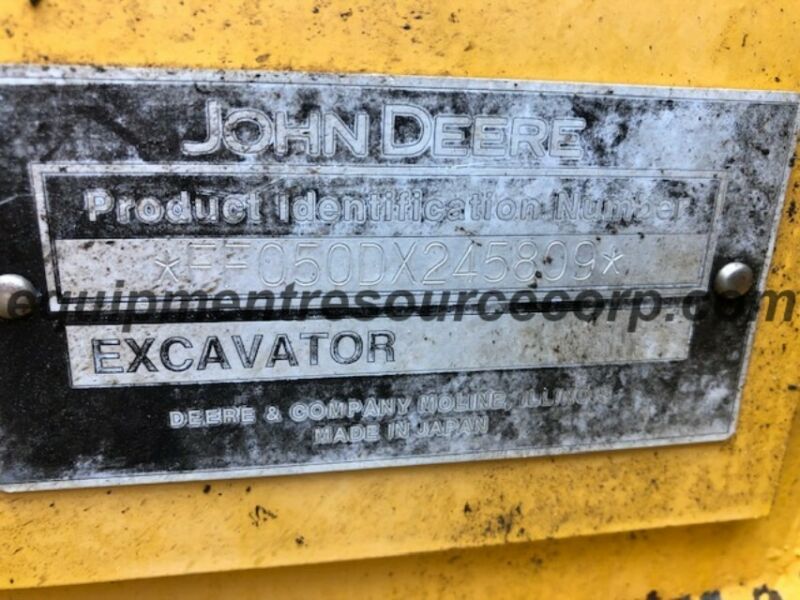 JOHN DEERE
Product Identification Number
*FF050DX245809*
equipmentresourcecorp.com
EXCAVATOR
DEERE & COMPANY MOLINE, ILLINOIS
MADE IN JAPAN